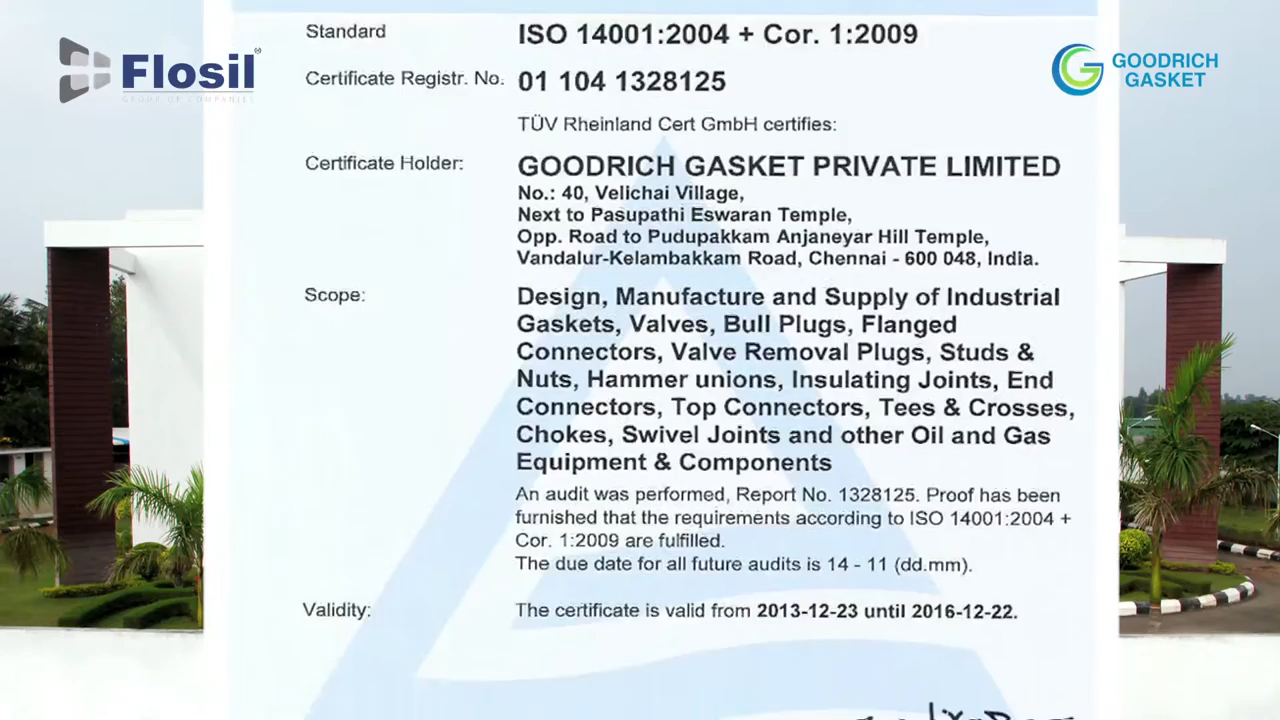 Flosil®
GROUP OF COMPANIES
GOODRICH
GASKET
Standard ISO 14001:2004 + Cor. 1:2009
Certificate Registr. No. 01 104 1328125
TÜV Rheinland Cert GmbH certifies:
Certificate Holder: GOODRICH GASKET PRIVATE LIMITED
No.: 40, Velichai Village,
Next to Pasupathi Eswaran Temple,
Opp. Road to Pudupakkam Anjaneyar Hill Temple,
Vandalur-Kelambakkam Road, Chennai - 600 048, India.
Scope: Design, Manufacture and Supply of Industrial
Gaskets, Valves, Bull Plugs, Flanged
Connectors, Valve Removal Plugs, Studs &
Nuts, Hammer unions, Insulating Joints, End
Connectors, Top Connectors, Tees & Crosses,
Chokes, Swivel Joints and other Oil and Gas
Equipment & Components
An audit was performed, Report No. 1328125. Proof has been
furnished that the requirements according to ISO 14001:2004 +
Cor. 1:2009 are fulfilled.
The due date for all future audits is 14 - 11 (dd.mm).
Validity: The certificate is valid from 2013-12-23 until 2016-12-22.